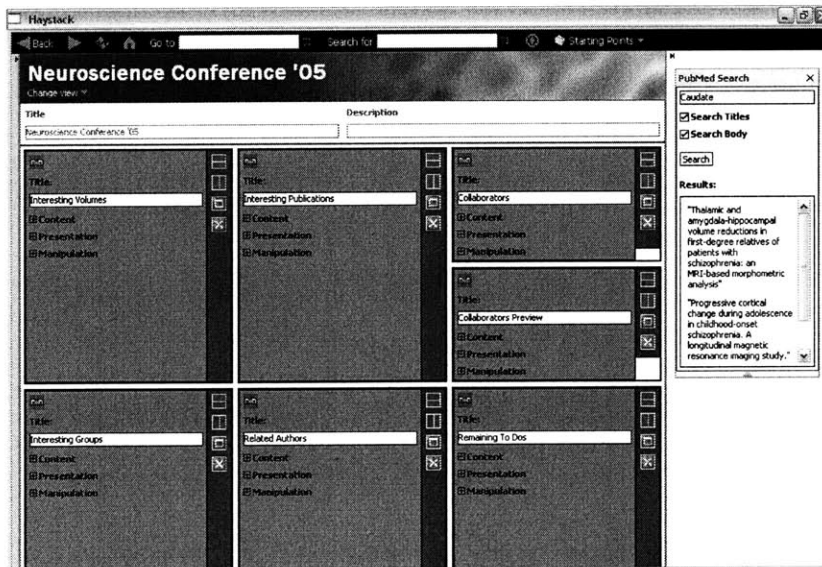 Haystack
Back Go to Search for Starting Points
Neuroscience Conference '05
Change view
Title Description
Neuroscience Conference '05
Title:
Interesting Volumes
Content
Presentation
Manipulation
Title:
Interesting Publications
Content
Presentation
Manipulation
Title:
Collaborators
Content
Presentation
Manipulation
Title:
Collaborators Preview
Content
Presentation
Manipulation
Title:
Interesting Groups
Content
Presentation
Manipulation
Title:
Related Authors
Content
Presentation
Manipulation
Title:
Remaining To Dos
Content
Presentation
Manipulation
PubMed Search
Caudate
Search Titles
Search Body
Search
Results:
"Thalamic and
amygdala-hippocampal
volume reductions in
first-degree relatives of
patients with
schizophrenia: an
MRI-based morphometric
analysis"
"Progressive cortical
change during adolescence
in childhood-onset
schizophrenia. A
longitudinal magnetic
resonance imaging study."